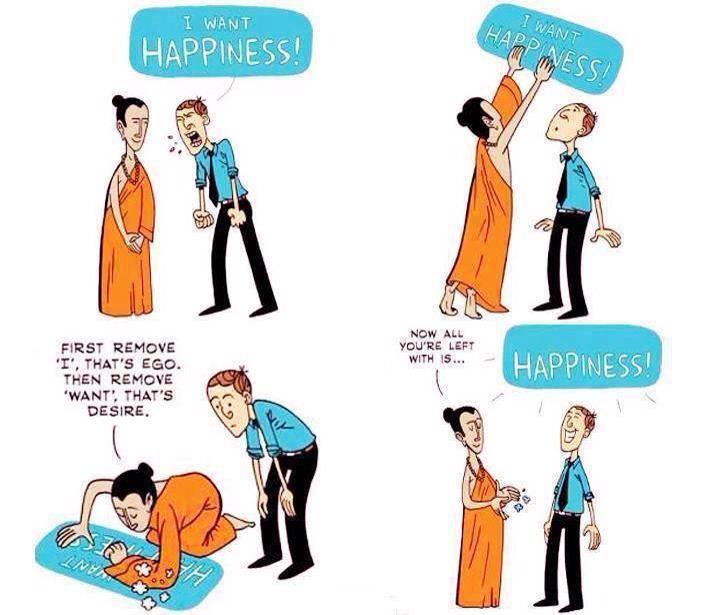 I WANT
HAPPINESS!
I WANT
HAPPINESS!
FIRST REMOVE
'I', THAT'S EGO.
THEN REMOVE
'WANT', THAT'S
DESIRE.
WANT
NOW ALL
YOU'RE LEFT
WITH IS...
HAPPINESS!